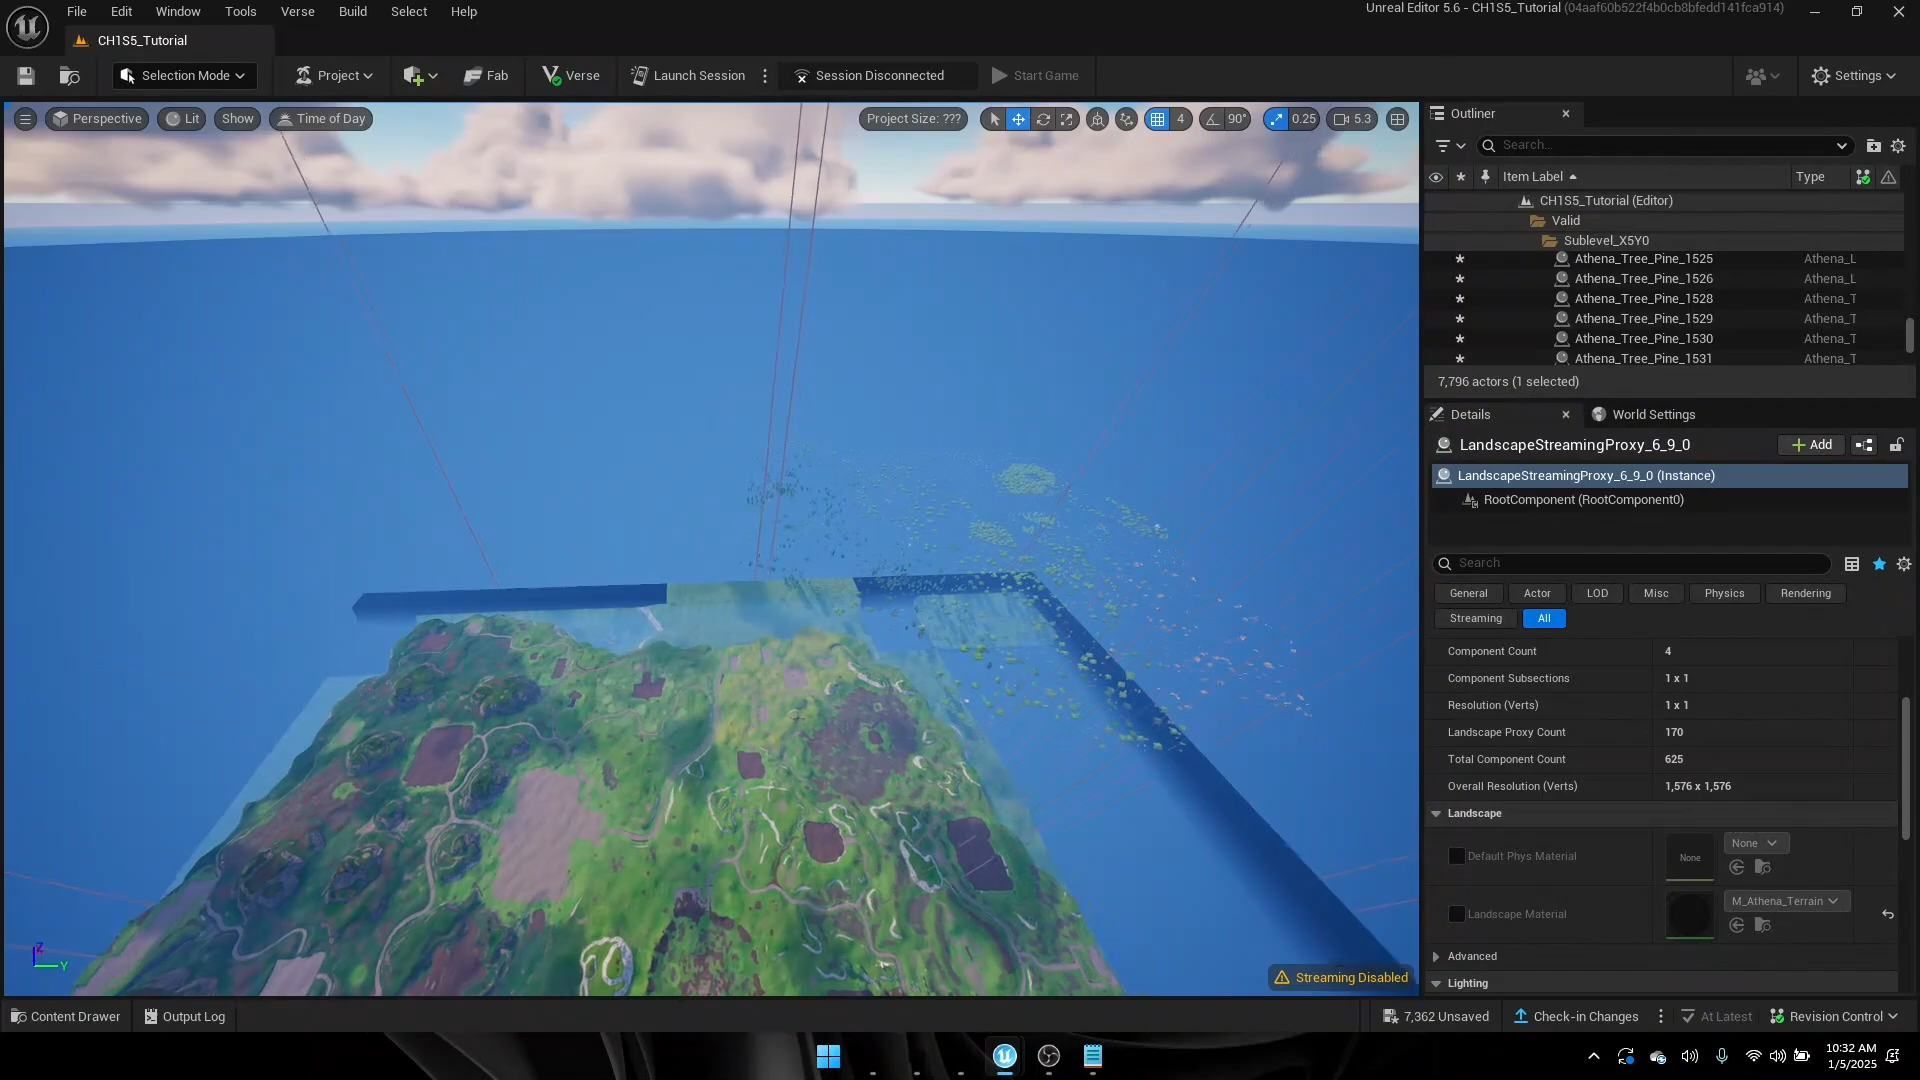 File Edit Window Tools Verse Build Select Help
Unreal Editor 5.6 - CH1S5_Tutorial (04aaf60b522f4b0cb8bfedd141fca914)
CH1S5_Tutorial
Selection Mode Project Fab Verse Launch Session Session Disconnected Start Game Settings
Perspective Lit Show Time of Day Project Size: ??? 4 90° 0.25 5.3
Outliner
Search...
Item Label Type
CH1S5_Tutorial (Editor)
Valid
Sublevel_X5Y0
Athena_Tree_Pine_1525 Athena_L
Athena_Tree_Pine_1526 Athena_L
Athena_Tree_Pine_1528 Athena_T
Athena_Tree_Pine_1529 Athena_T
Athena_Tree_Pine_1530 Athena_T
Athena_Tree_Pine_1531 Athena_T
7,796 actors (1 selected)
Details World Settings
LandscapeStreamingProxy_6_9_0 Add
LandscapeStreamingProxy_6_9_0 (Instance)
RootComponent (RootComponent0)
Search
General Actor LOD Misc Physics Rendering
Streaming All
Component Count 4
Component Subsections 1 x 1
Resolution (Verts) 1 x 1
Landscape Proxy Count 170
Total Component Count 625
Overall Resolution (Verts) 1,576 x 1,576
Landscape
Default Phys Material None None
Landscape Material M_Athena_Terrain
Advanced
Lighting
Z
Y
Streaming Disabled
Content Drawer Output Log 7,362 Unsaved Check-in Changes At Latest Revision Control
10:32 AM
1/5/2025